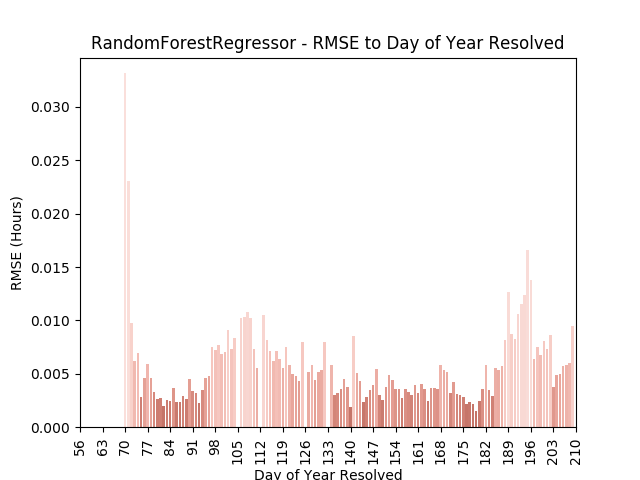 RandomForestRegressor - RMSE to Day of Year Resolved
RMSE (Hours)
0.030
0.025
0.020
0.015
0.010
0.005
0.000
56 63 70 77 84 91 98 105 112 119 126 133 140 147 154 161 168 175 182 189 196 203 210
Day of Year Resolved